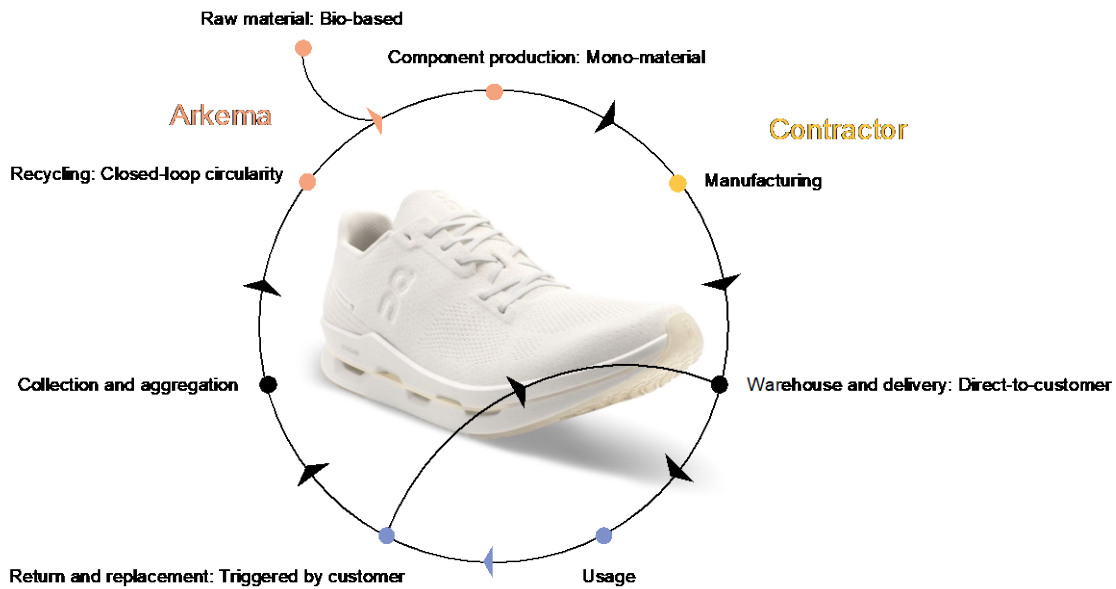 Raw material: Bio-based
Component production: Mono-material
Arkema
Contractor
Recycling: Closed-loop circularity
Manufacturing
Collection and aggregation
Warehouse and delivery: Direct-to-customer
Return and replacement: Triggered by customer
Usage